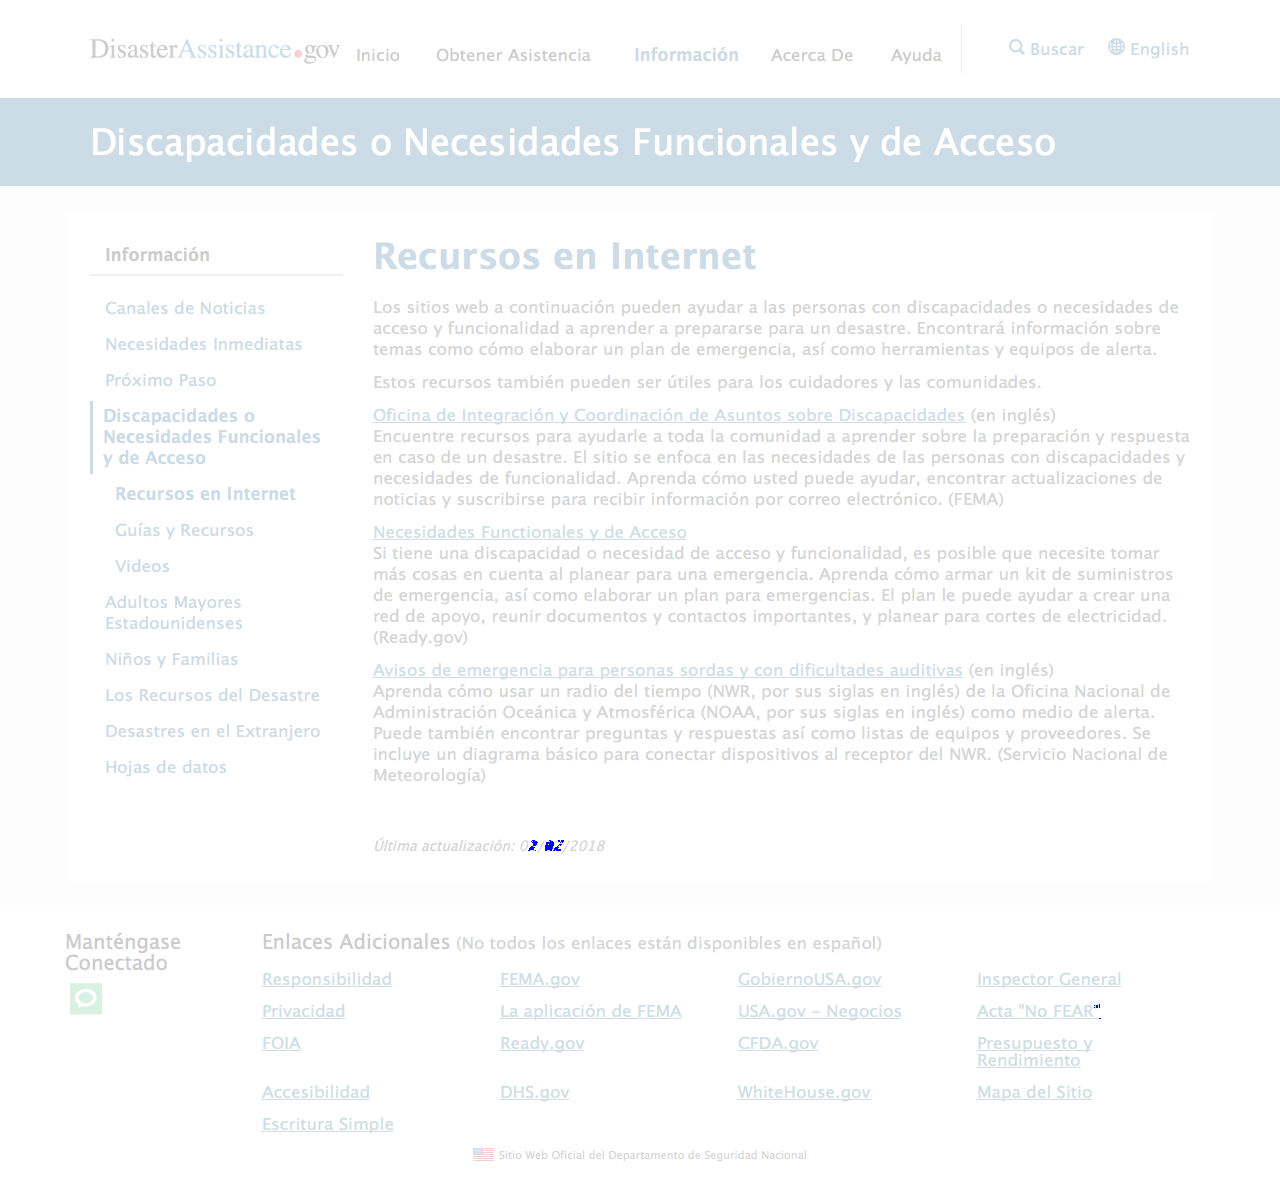 DisasterAssistance.gov
Inicio Obtener Asistencia Información Acerca De Ayuda Buscar English
Discapacidades o Necesidades Funcionales y de Acceso
Información
Canales de Noticias
Necesidades Inmediatas
Próximo Paso
Discapacidades o
Necesidades Funcionales
y de Acceso
Recursos en Internet
Guías y Recursos
Videos
Adultos Mayores
Estadounidenses
Niños y Familias
Los Recursos del Desastre
Desastres en el Extranjero
Hojas de datos
Recursos en Internet
Los sitios web a continuación pueden ayudar a las personas con discapacidades o necesidades de
acceso y funcionalidad a aprender a prepararse para un desastre. Encontrará información sobre
temas como cómo elaborar un plan de emergencia, así como herramientas y equipos de alerta.
Estos recursos también pueden ser útiles para los cuidadores y las comunidades.
Oficina de Integración y Coordinación de Asuntos sobre Discapacidades (en inglés)
Encuentre recursos para ayudarle a toda la comunidad a aprender sobre la preparación y respuesta
en caso de un desastre. El sitio se enfoca en las necesidades de las personas con discapacidades y
necesidades de funcionalidad. Aprenda cómo usted puede ayudar, encontrar actualizaciones de
noticias y suscribirse para recibir información por correo electrónico. (FEMA)
Necesidades Functionales y de Acceso
Si tiene una discapacidad o necesidad de acceso y funcionalidad, es posible que necesite tomar
más cosas en cuenta al planear para una emergencia. Aprenda cómo armar un kit de suministros
de emergencia, así como elaborar un plan para emergencias. El plan le puede ayudar a crear una
red de apoyo, reunir documentos y contactos importantes, y planear para cortes de electricidad.
(Ready.gov)
Avisos de emergencia para personas sordas y con dificultades auditivas (en inglés)
Aprenda cómo usar un radio del tiempo (NWR, por sus siglas en inglés) de la Oficina Nacional de
Administración Oceánica y Atmosférica (NOAA, por sus siglas en inglés) como medio de alerta.
Puede también encontrar preguntas y respuestas así como listas de equipos y proveedores. Se
incluye un diagrama básico para conectar dispositivos al receptor del NWR. (Servicio Nacional de
Meteorología)
Última actualización:
Manténgase
Conectado
Enlaces Adicionales (No todos los enlaces están disponibles en español)
Responsibilidad FEMA.gov GobiernoUSA.gov Inspector General
Privacidad La aplicación de FEMA USA.gov – Negocios Acta "No FEAR"
FOIA Ready.gov CFDA.gov Presupuesto y
Rendimiento
Accesibilidad DHS.gov WhiteHouse.gov Mapa del Sitio
Escritura Simple
Sitio Web Oficial del Departamento de Seguridad Nacional